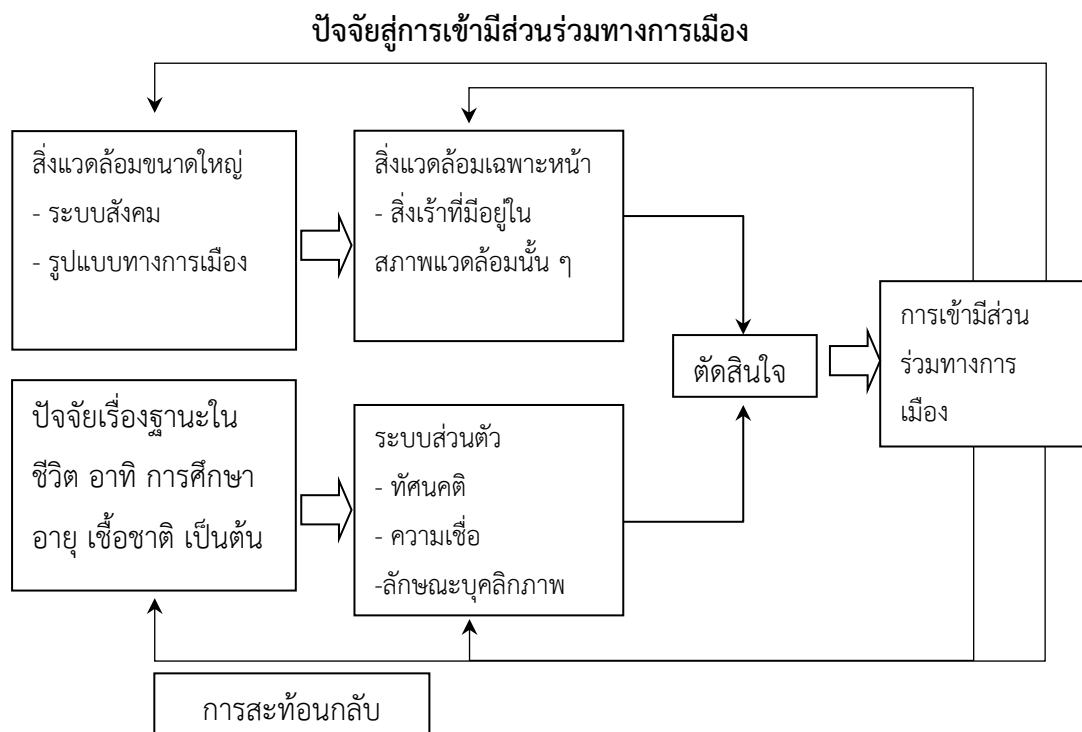 ปัจจัยสู่การเข้ามีส่วนร่วมทางการเมือง
สิ่งแวดล้อมขนาดใหญ่
- ระบบสังคม
- รูปแบบทางการเมือง
สิ่งแวดล้อมเฉพาะหน้า
- สิ่งเร้าที่มีอยู่ใน
สภาพแวดล้อมนั้น ๆ
ปัจจัยเรื่องฐานะใน
ชีวิต อาทิ การศึกษา
อายุ เชื้อชาติ เป็นต้น
ระบบส่วนตัว
- ทัศนคติ
- ความเชื่อ
-ลักษณะบุคลิกภาพ
ตัดสินใจ
การเข้ามีส่วน
ร่วมทางการ
เมือง
การสะท้อนกลับ